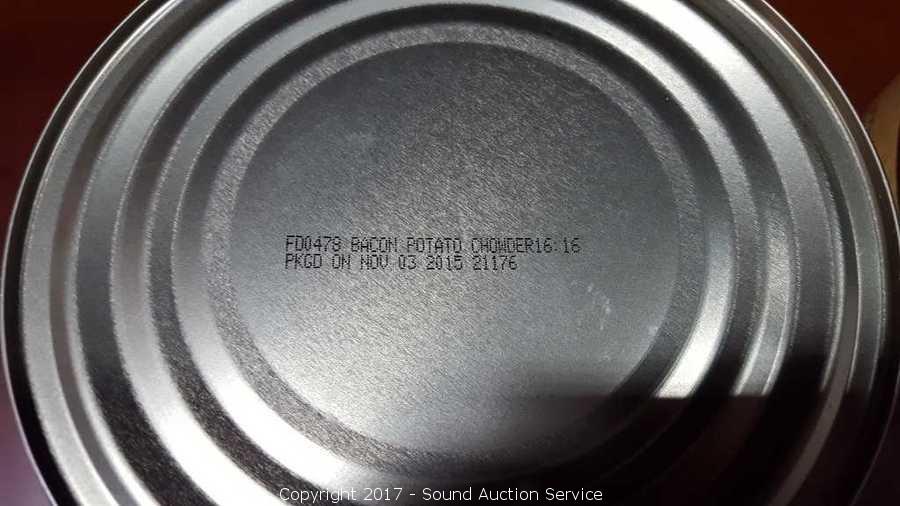 FD0478 BACON POTATO CHOWDER16:16
PKGD ON NOV 03 2015 21176
Copyright 2017 - Sound Auction Service